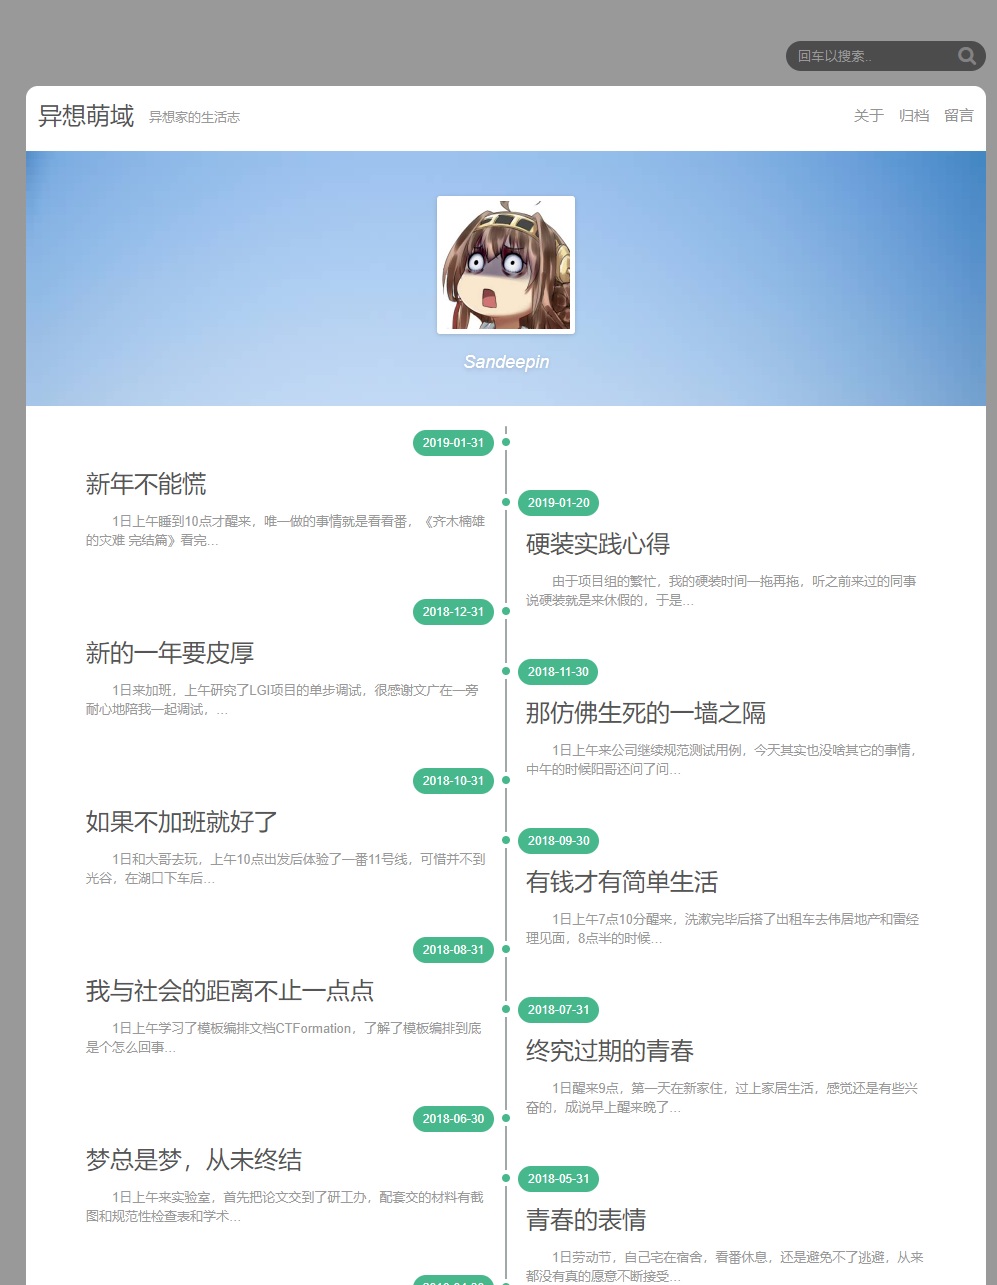 回车以搜索..
异想萌域
异想家的生活志
关于 归档 留言
Sandeepin
2019-01-31
新年不能慌
1日上午睡到10点才醒来，唯一做的事情就是看看番，《齐木楠雄
的灾难 完结篇》看完…
2019-01-20
硬装实践心得
由于项目组的繁忙，我的硬装时间一拖再拖，听之前来过的同事
说硬装就是来休假的，于是…
2018-12-31
新的一年要皮厚
1日来加班，上午研究了LGI项目的单步调试，很感谢文广在一旁
耐心地陪我一起调试，…
2018-11-30
那仿佛生死的一墙之隔
1日上午来公司继续规范测试用例，今天其实也没啥其它的事情，
中午的时候阳哥还问了问…
2018-10-31
如果不加班就好了
1日和大哥去玩，上午10点出发后体验了一番11号线，可惜并不到
光谷，在湖口下车后…
2018-09-30
有钱才有简单生活
1日上午7点10分醒来，洗漱完毕后搭了出租车去伟居地产和雷经
理见面，8点半的时候…
2018-08-31
我与社会的距离不止一点点
1日上午学习了模板编排文档CTFormation，了解了模板编排到底
是个怎么回事…
2018-07-31
终究过期的青春
1日醒来9点，第一天在新家住，过上家居生活，感觉还是有些兴
奋的，成说早上醒来晚了…
2018-06-30
梦总是梦，从未终结
1日上午来实验室，首先把论文交到了研工办，配套交的材料有截
图和规范性检查表和学术…
2018-05-31
青春的表情
1日劳动节，自己宅在宿舍，看番休息，还是避免不了逃避，从来
都没有真的愿意不断接受…